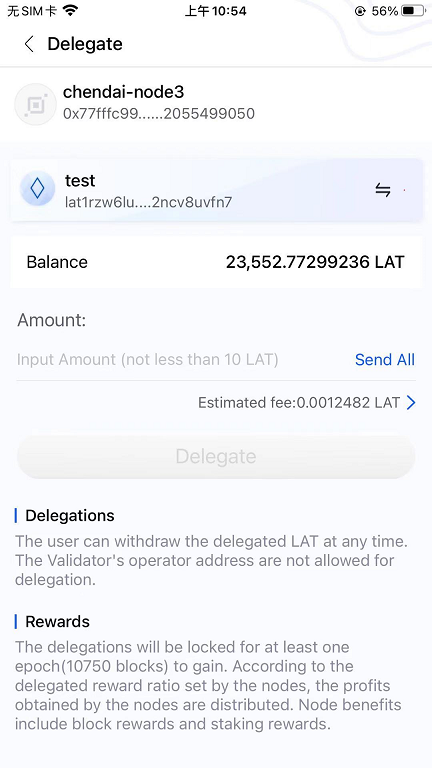 无SIM卡 上午10:54 56%
Delegate
chendai-node3
0x77fffc99......2055499050
test
lat1rzw6lu....2ncv8uvfn7
Balance 23,552.77299236 LAT
Amount:
Input Amount (not less than 10 LAT) Send All
Estimated fee:0.0012482 LAT
Delegate
Delegations
The user can withdraw the delegated LAT at any time.
The Validator's operator address are not allowed for
delegation.
Rewards
The delegations will be locked for at least one
epoch(10750 blocks) to gain. According to the
delegated reward ratio set by the nodes, the profits
obtained by the nodes are distributed. Node benefits
include block rewards and staking rewards.